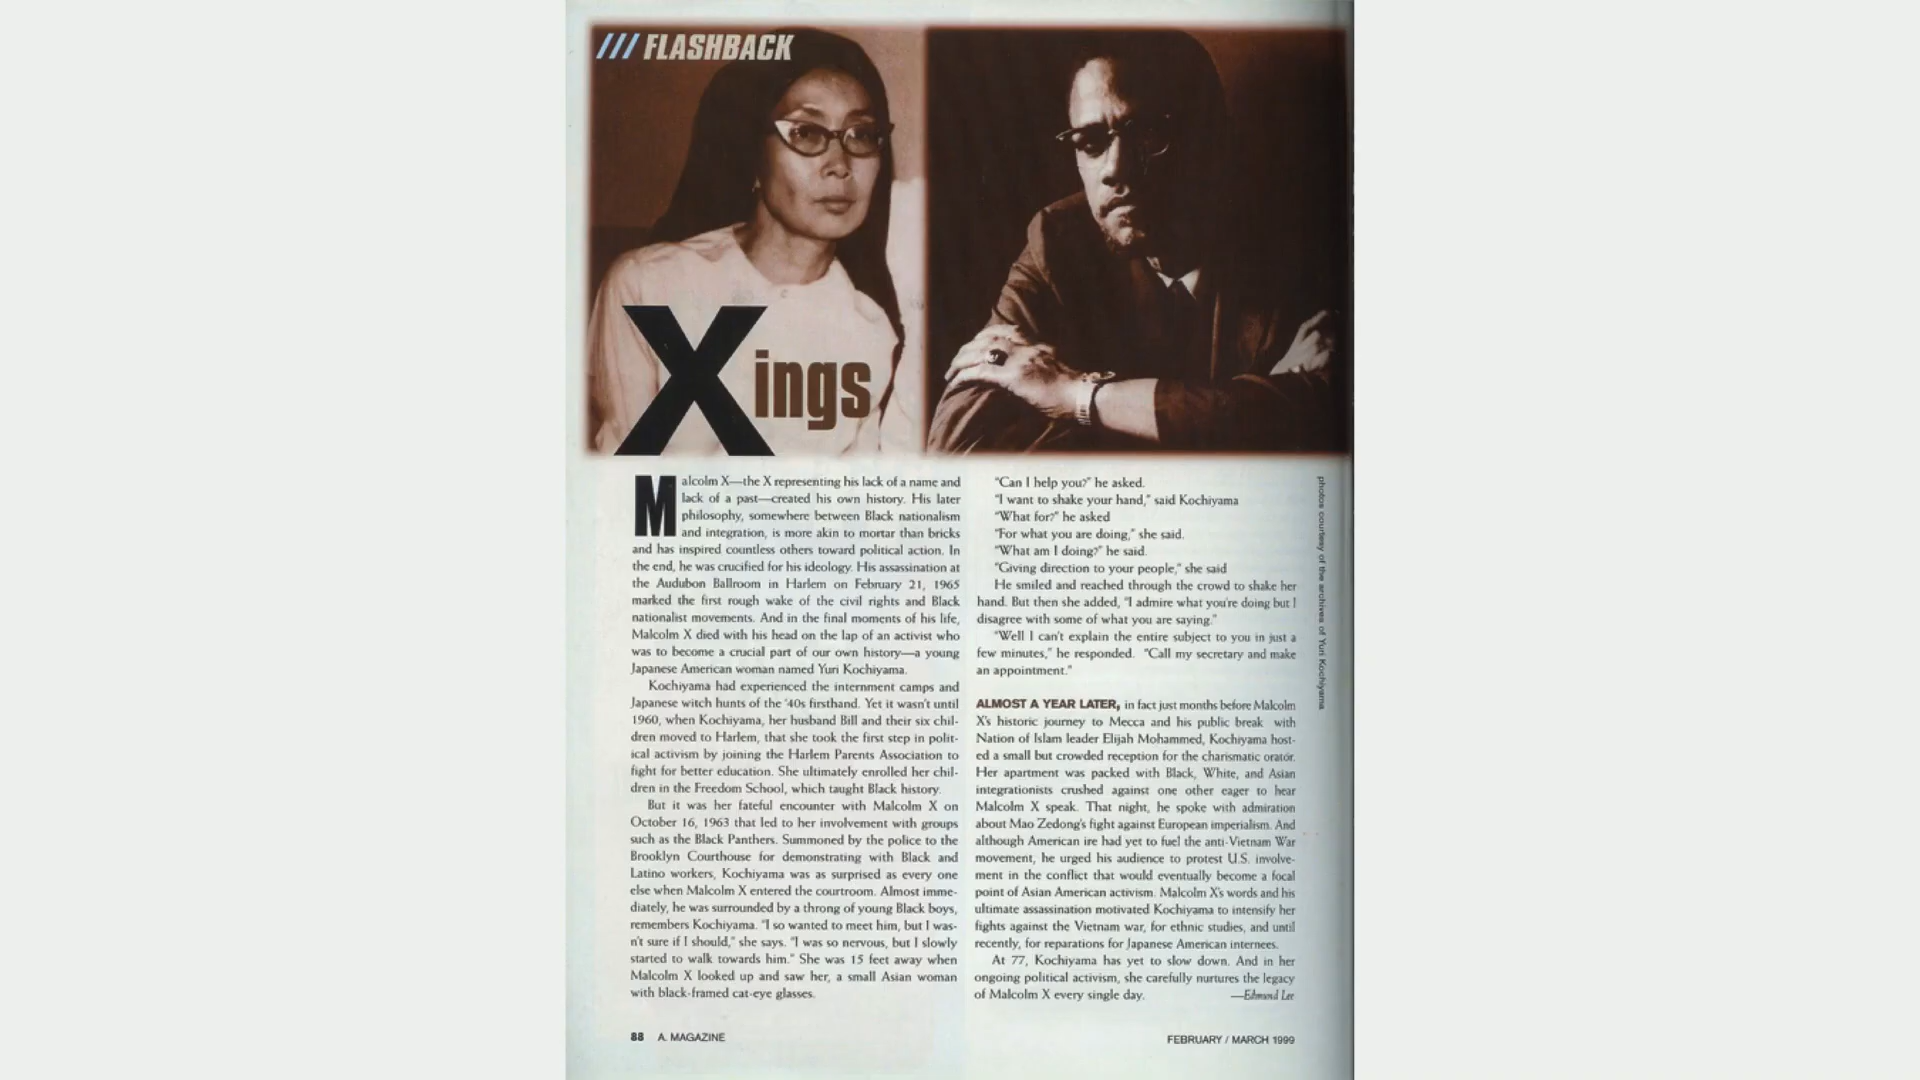 /// FLASHBACK
Xings
Malcolm X—the X representing his lack of a name and
lack of a past—created his own history. His later
philosophy, somewhere between Black nationalism
and integration, is more akin to mortar than bricks
and has inspired countless others toward political action. In
the end, he was crucified for his ideology. His assassination at
the Audubon Ballroom in Harlem on February 21, 1965
marked the first rough wake of the civil rights and Black
nationalist movements. And in the final moments of his life,
Malcolm X died with his head on the lap of an activist who
was to become a crucial part of our own history—a young
Japanese American woman named Yuri Kochiyama.
Kochiyama had experienced the internment camps and
Japanese witch hunts of the '40s firsthand. Yet it wasn't until
1960, when Kochiyama, her husband Bill and their six chil-
dren moved to Harlem, that she took the first step in polit-
ical activism by joining the Harlem Parents Association to
fight for better education. She ultimately enrolled her chil-
dren in the Freedom School, which taught Black history.
But it was her fateful encounter with Malcolm X on
October 16, 1963 that led to her involvement with groups
such as the Black Panthers. Summoned by the police to the
Brooklyn Courthouse for demonstrating with Black and
Latino workers, Kochiyama was as surprised as every one
else when Malcolm X entered the courtroom. Almost imme-
diately, he was surrounded by a throng of young Black boys,
remembers Kochiyama. "I so wanted to meet him, but I was-
n't sure if I should," she says. "I was so nervous, but I slowly
started to walk towards him." She was 15 feet away when
Malcolm X looked up and saw her, a small Asian woman
with black-framed cat-eye glasses.
"Can I help you?" he asked.
"I want to shake your hand," said Kochiyama
"What for?" he asked
"For what you are doing," she said.
"What am I doing?" he said.
"Giving direction to your people," she said
He smiled and reached through the crowd to shake her
hand. But then she added, "I admire what you're doing but I
disagree with some of what you are saying."
"Well I can't explain the entire subject to you in just a
few minutes," he responded. "Call my secretary and make
an appointment."
ALMOST A YEAR LATER, in fact just months before Malcolm
X's historic journey to Mecca and his public break with
Nation of Islam leader Elijah Mohammed, Kochiyama host-
ed a small but crowded reception for the charismatic orator.
Her apartment was packed with Black, White, and Asian
integrationists crushed against one other eager to hear
Malcolm X speak. That night, he spoke with admiration
about Mao Zedong's fight against European imperialism. And
although American ire had yet to fuel the anti-Vietnam War
movement, he urged his audience to protest U.S. involve-
ment in the conflict that would eventually become a focal
point of Asian American activism. Malcolm X's words and his
ultimate assassination motivated Kochiyama to intensify her
fights against the Vietnam war, for ethnic studies, and until
recently, for reparations for Japanese American internees.
At 77, Kochiyama has yet to slow down. And in her
ongoing political activism, she carefully nurtures the legacy
of Malcolm X every single day. —Edmund Lee
photos courtesy of the archives of Yuri Kochiyama
88 A. MAGAZINE
FEBRUARY / MARCH 1999